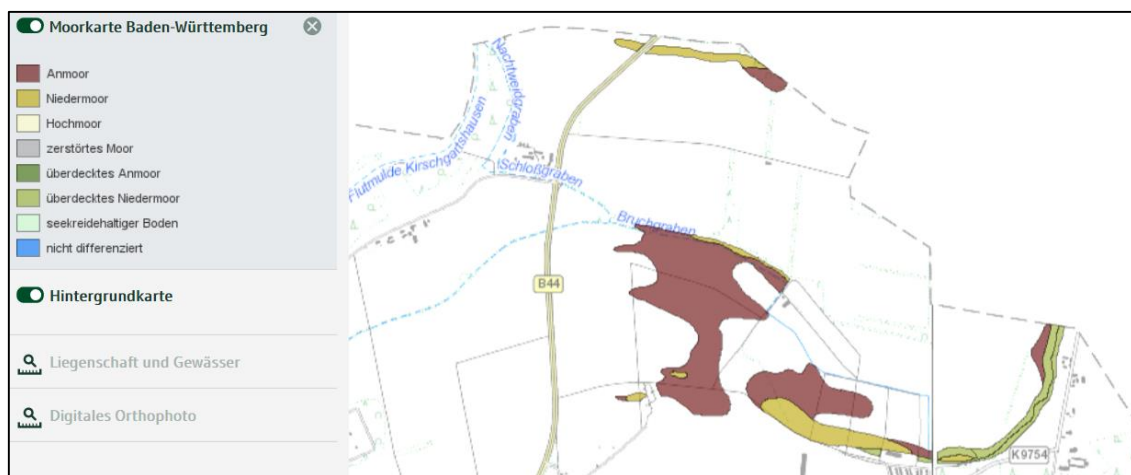 Moorkarte Baden-Württemberg
Anmoor
Niedermoor
Hochmoor
zerstörtes Moor
überdecktes Anmoor
überdecktes Niedermoor
seekreidehaltiger Boden
nicht differenziert
Hintergrundkarte
Liegenschaft und Gewässer
Digitales Orthophoto
Nachtweidgraben
Flutmulde Kirschgartshausen
Schloßgraben
Bruchgraben
B44
K9754